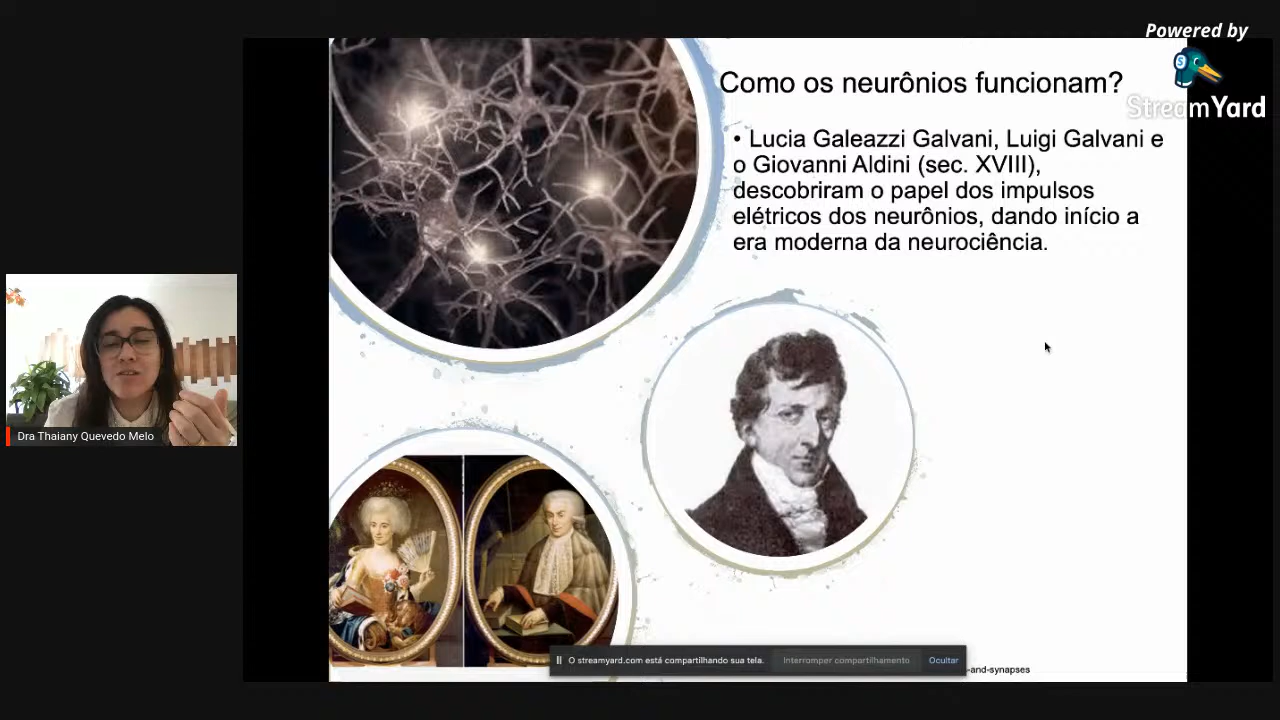 Powered by
StreamYard
Como os neurônios funcionam?
• Lucia Galeazzi Galvani, Luigi Galvani e
o Giovanni Aldini (sec. XVIII),
descobriram o papel dos impulsos
elétricos dos neurônios, dando início a
era moderna da neurociência.
Dra Thaiany Quevedo Melo
O streamyard.com está compartilhando sua tela.
Interromper compartilhamento
Ocultar
-and-synapses